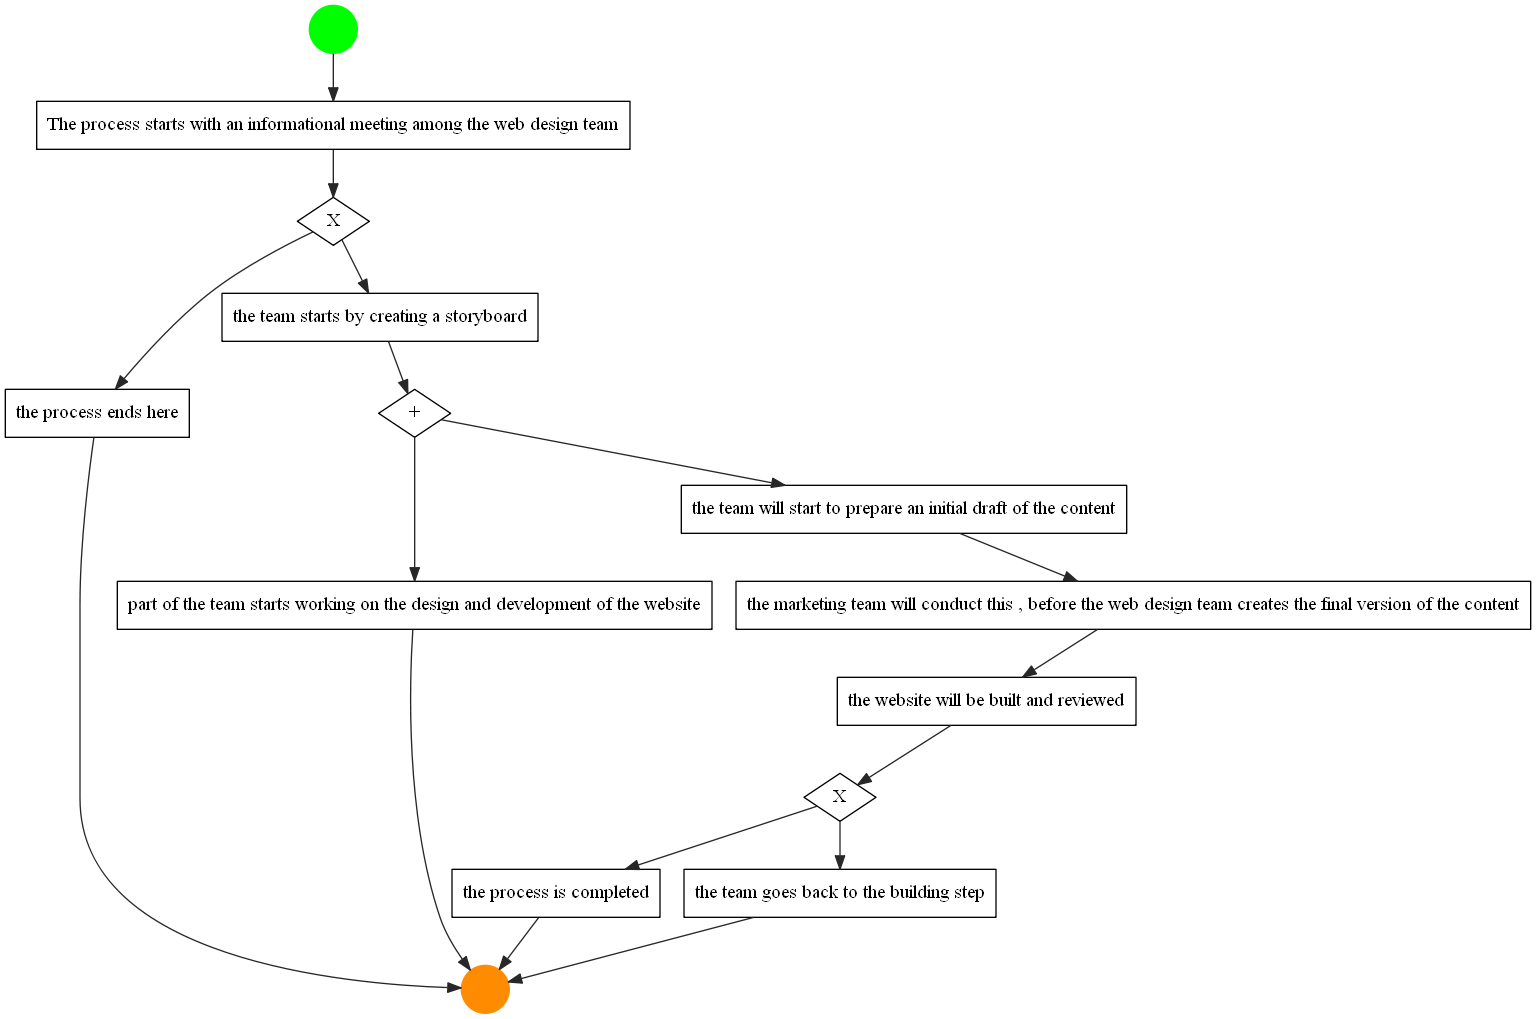 The process starts with an informational meeting among the web design team
X
the team starts by creating a storyboard
the process ends here
+
the team will start to prepare an initial draft of the content
part of the team starts working on the design and development of the website
the marketing team will conduct this , before the web design team creates the final version of the content
the website will be built and reviewed
X
the process is completed
the team goes back to the building step